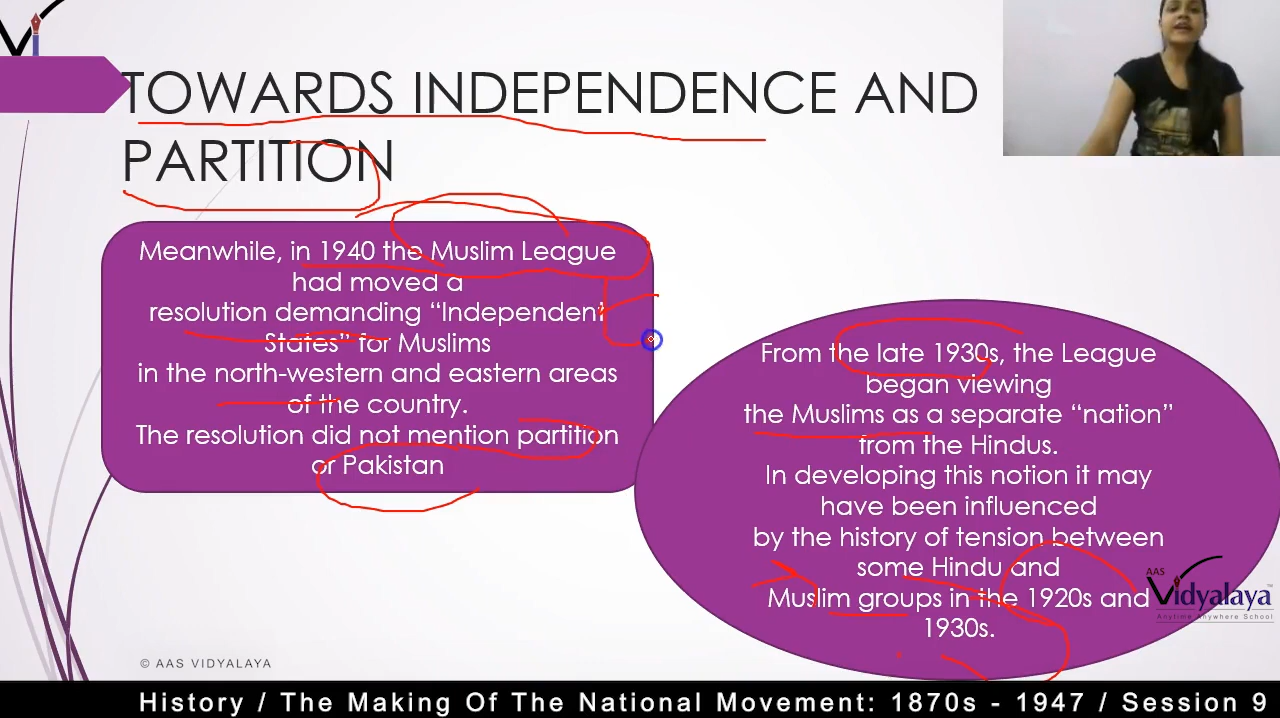 TOWARDS INDEPENDENCE AND
PARTITION
Meanwhile, in 1940 the Muslim League
had moved a
resolution demanding “Independent
States” for Muslims
in the north-western and eastern areas
of the country.
The resolution did not mention partition
or Pakistan
From the late 1930s, the League
began viewing
the Muslims as a separate “nation”
from the Hindus.
In developing this notion it may
have been influenced
by the history of tension between
some Hindu and
Muslim groups in the 1920s and
1930s.
AAS
Vidyalaya
Anytime Anywhere School
© AAS VIDYALAYA
History / The Making Of The National Movement: 1870s - 1947 / Session 9